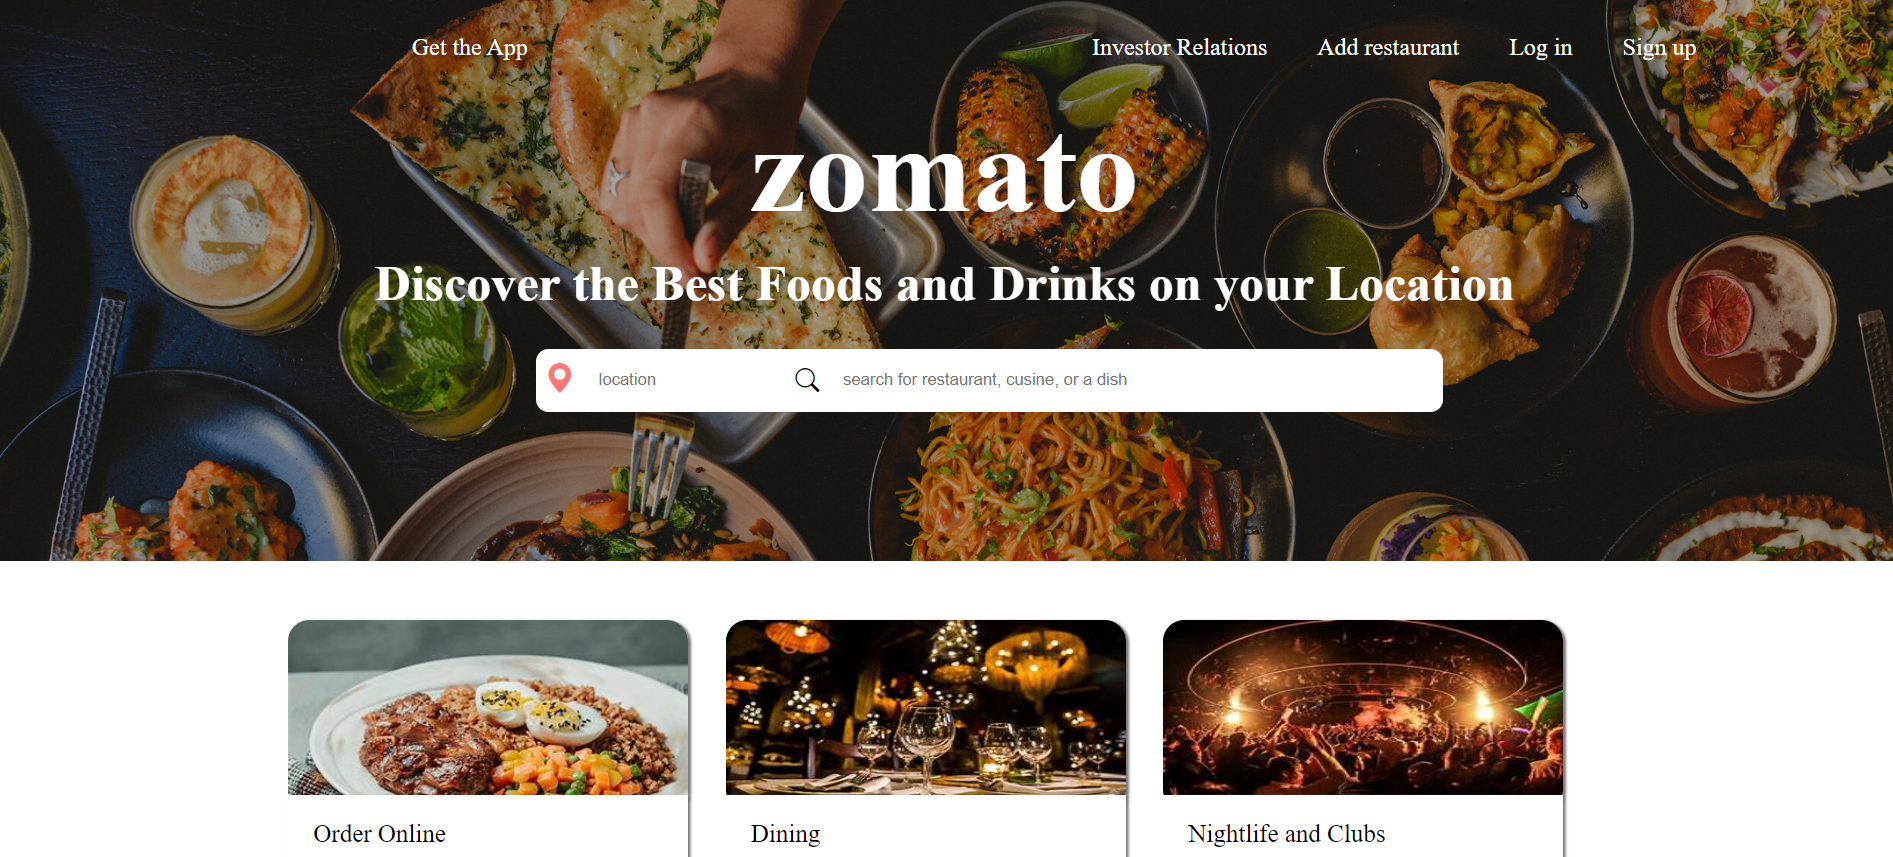 Get the App Investor Relations Add restaurant Log in Sign up
zomato
Discover the Best Foods and Drinks on your Location
location search for restaurant, cusine, or a dish
Order Online Dining Nightlife and Clubs